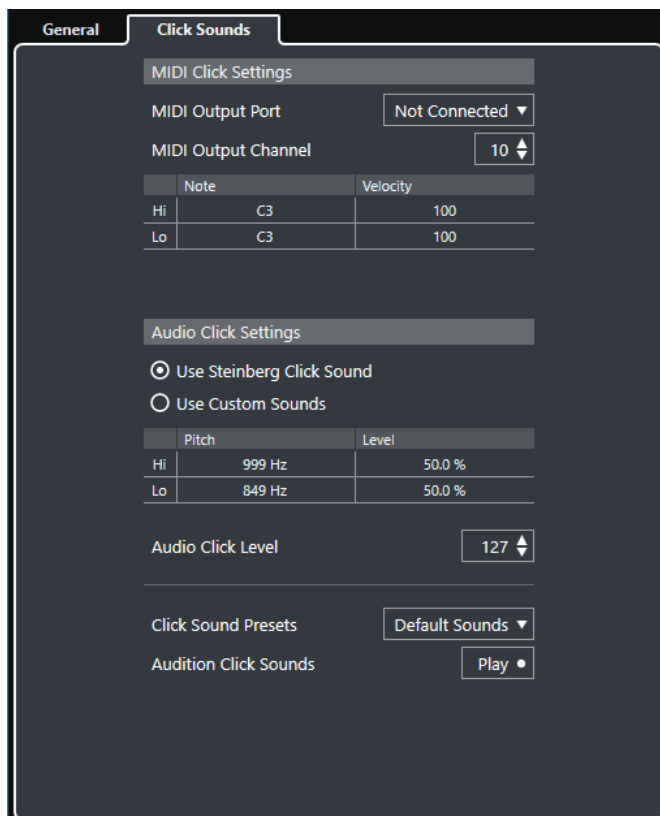 General Click Sounds
MIDI Click Settings
MIDI Output Port Not Connected
MIDI Output Channel 10
Note Velocity
Hi C3 100
Lo C3 100
Audio Click Settings
Use Steinberg Click Sound
Use Custom Sounds
Pitch Level
Hi 999 Hz 50.0 %
Lo 849 Hz 50.0 %
Audio Click Level 127
Click Sound Presets Default Sounds
Audition Click Sounds Play